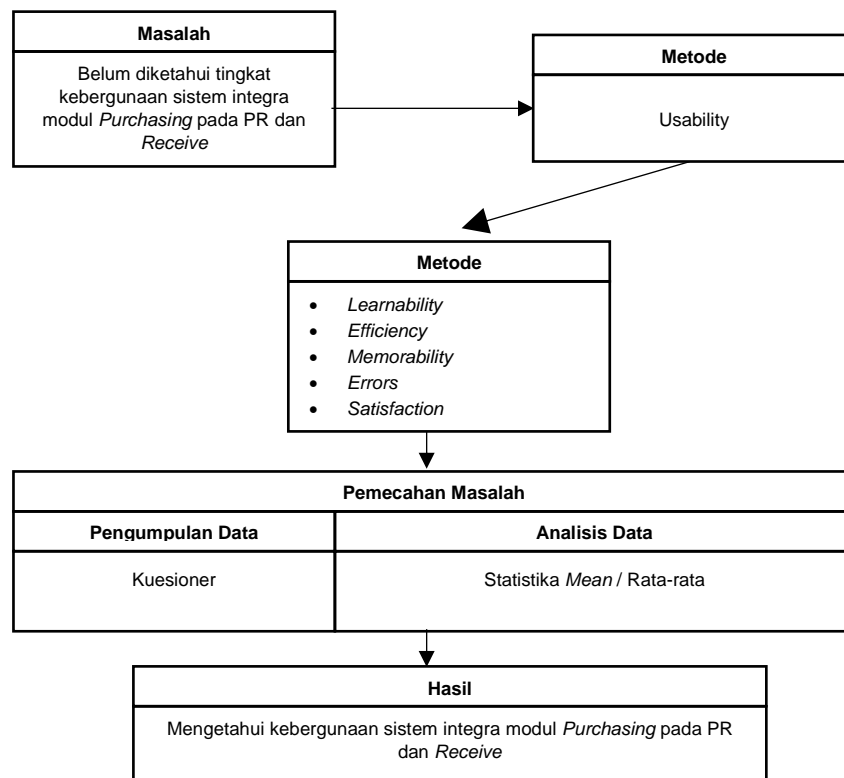 Masalah
Belum diketahui tingkat
kebergunaan sistem integra
modul Purchasing pada PR dan
Receive
Metode
Usability
Metode
• Learnability
• Efficiency
• Memorability
• Errors
• Satisfaction
Pemecahan Masalah
Pengumpulan Data
Analisis Data
Kuesioner
Statistika Mean / Rata-rata
Hasil
Mengetahui kebergunaan sistem integra modul Purchasing pada PR
dan Receive